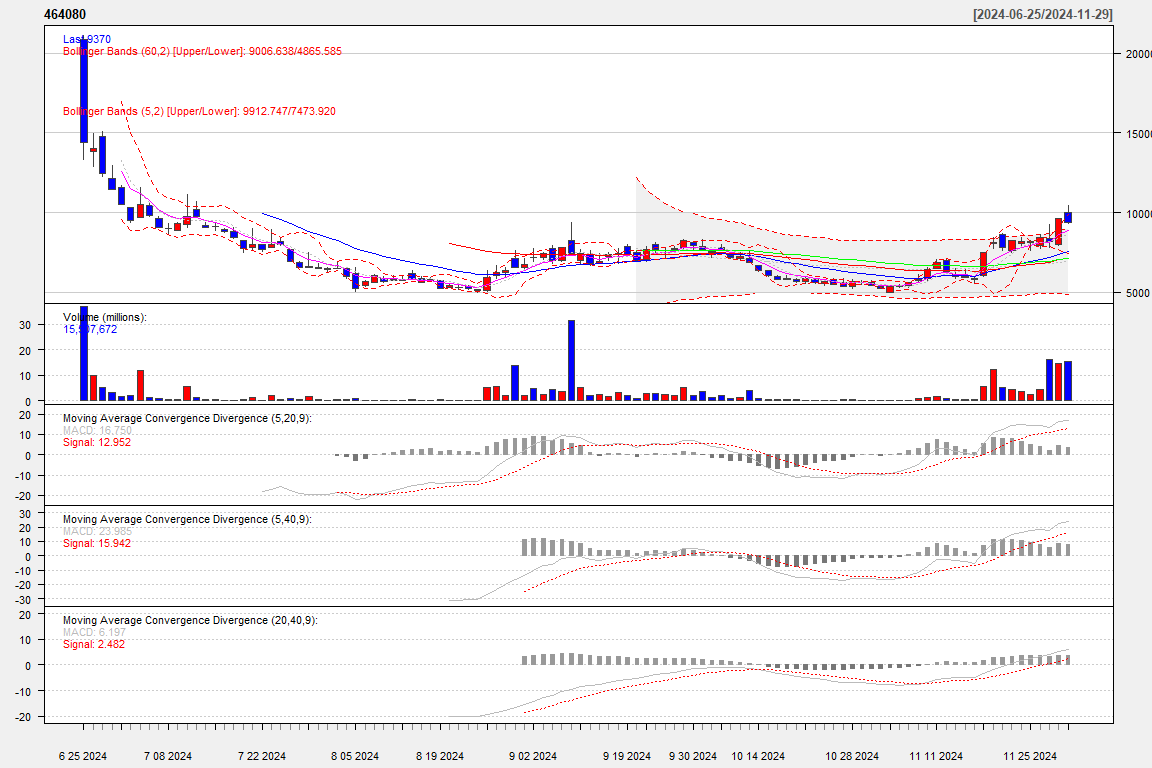 464080
[2024-06-25/2024-11-29]
Last 9370
Bollinger Bands (60,2) [Upper/Lower]: 9006.638/4865.585
Bollinger Bands (5,2) [Upper/Lower]: 9912.747/7473.920
20000
15000
10000
5000
Volume (millions):
30
20
10
0
Moving Average Convergence Divergence (5,20,9):
MACD: 16.750
Signal: 12.952
20
10
0
-10
-20
Moving Average Convergence Divergence (5,40,9):
MACD: 23.985
Signal: 15.942
30
20
10
0
-10
-20
-30
Moving Average Convergence Divergence (20,40,9):
MACD: 6.197
Signal: 2.482
20
10
0
-10
-20
6 25 2024
7 08 2024
7 22 2024
8 05 2024
8 19 2024
9 02 2024
9 19 2024
9 30 2024
10 14 2024
10 28 2024
11 11 2024
11 25 2024